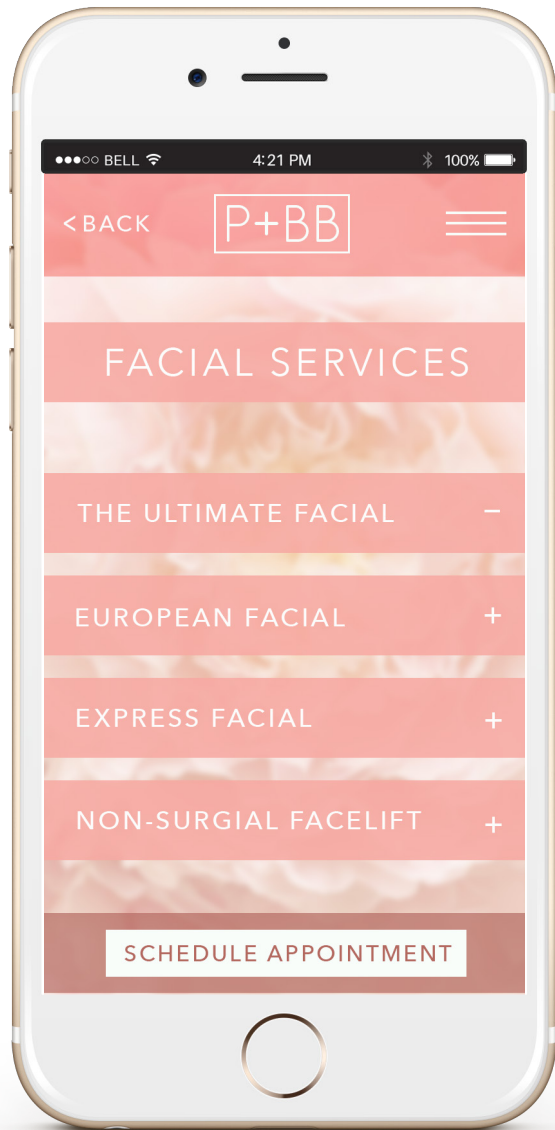 BELL 4:21 PM 100%
< BACK P+BB
FACIAL SERVICES
THE ULTIMATE FACIAL −
EUROPEAN FACIAL +
EXPRESS FACIAL +
NON-SURGIAL FACELIFT +
SCHEDULE APPOINTMENT